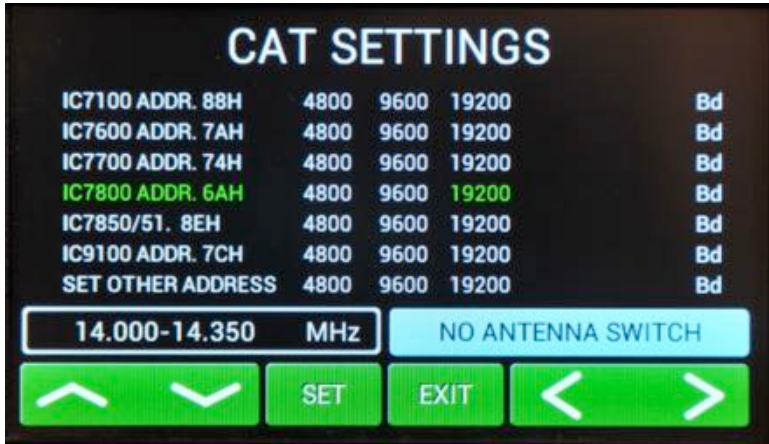 CAT SETTINGS
IC7100 ADDR. 88H 4800 9600 19200 Bd
IC7600 ADDR. 7AH 4800 9600 19200 Bd
IC7700 ADDR. 74H 4800 9600 19200 Bd
IC7800 ADDR. 6AH 4800 9600 19200 Bd
IC7850/51. 8EH 4800 9600 19200 Bd
IC9100 ADDR. 7CH 4800 9600 19200 Bd
SET OTHER ADDRESS 4800 9600 19200 Bd
14.000-14.350 MHz NO ANTENNA SWITCH
SET EXIT